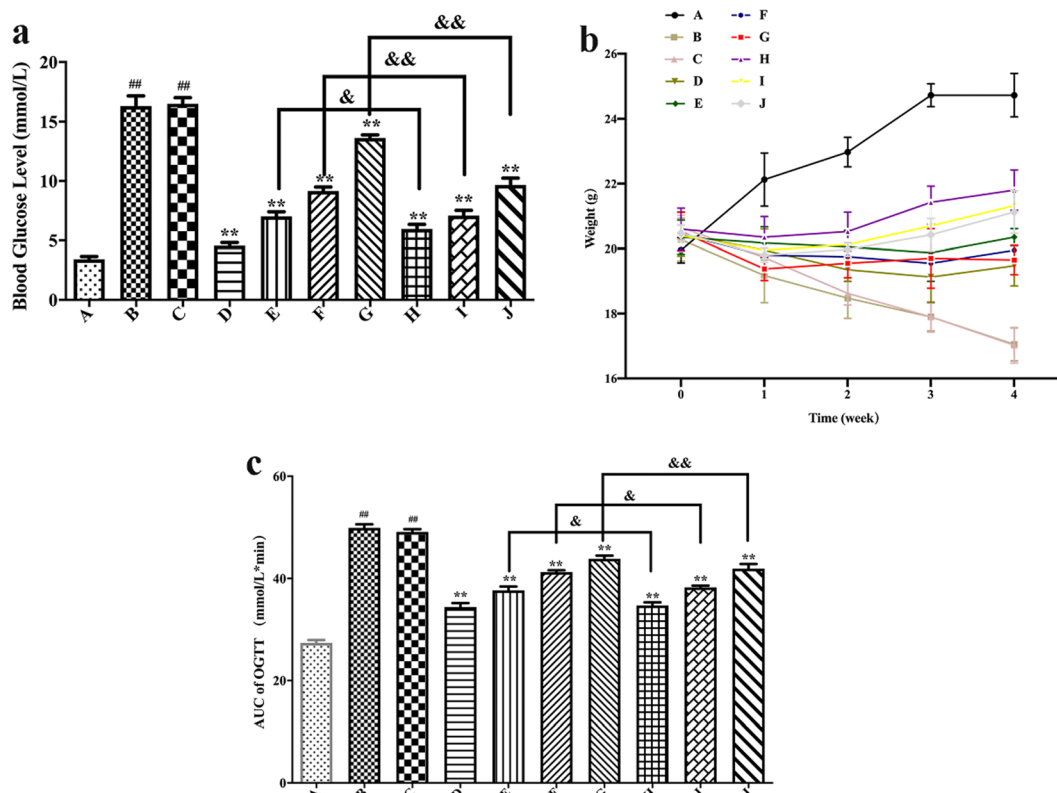 a
&&
&&
&
Blood Glucose Level (mmol/L)
20
15
10
5
0
##
##
**
**
**
**
**
**
**
A
B
C
D
E
F
G
H
I
J
b
A
B
C
D
E
F
G
H
I
J
Weight (g)
26
24
22
20
18
16
0
1
2
3
4
Time (week)
c
&&
&
&
AUC of OGTT (mmol/L*min)
60
40
20
0
##
##
**
**
**
**
**
**
**
A
B
C
D
E
F
G
H
I
J